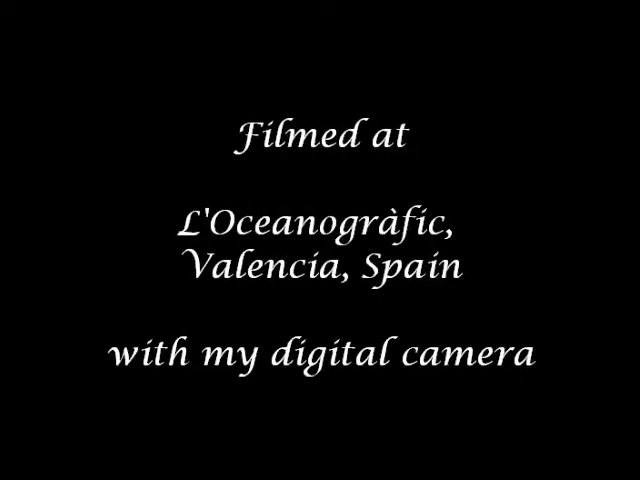 Filmed at
L'Oceanogràfic,
Valencia, Spain
with my digital camera